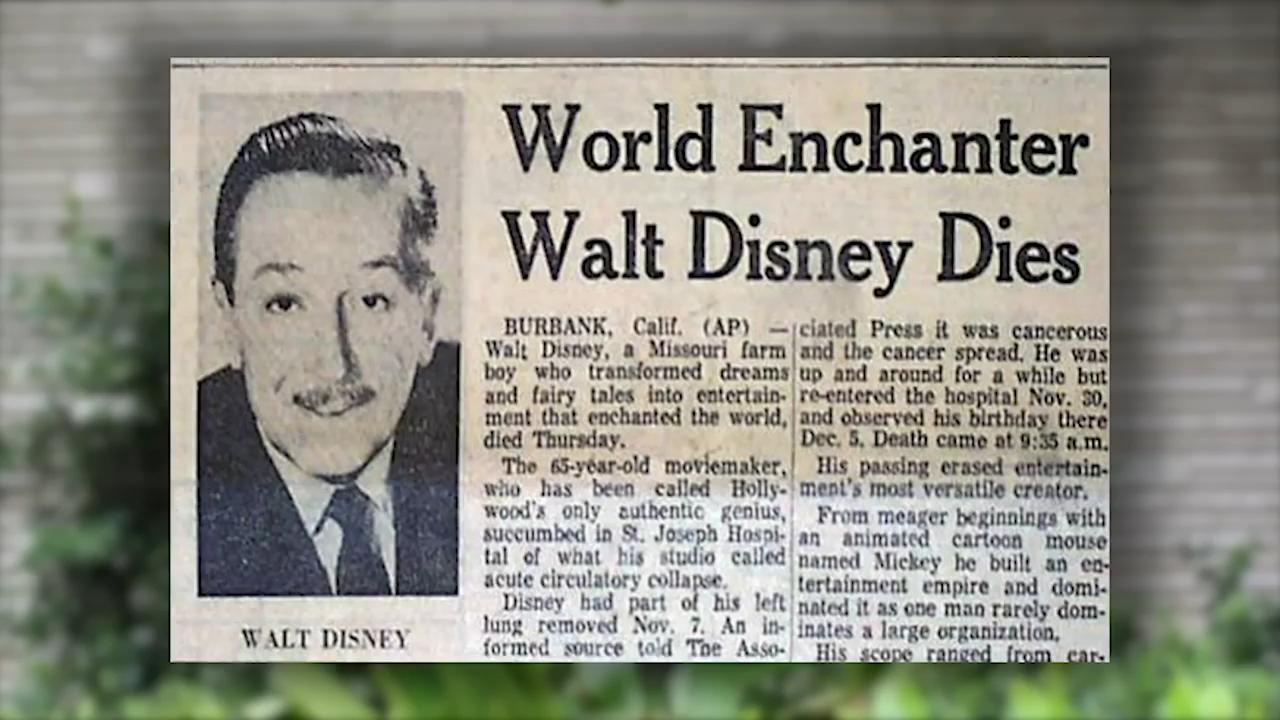 World Enchanter
Walt Disney Dies
BURBANK, Calif. (AP) —
Walt Disney, a Missouri farm
boy who transformed dreams
and fairy tales into entertain-
ment that enchanted the world,
died Thursday.
The 65-year-old moviemaker,
who has been called Holly-
wood's only authentic genius,
succumbed in St. Joseph Hospi-
tal of what his studio called
acute circulatory collapse.
Disney had part of his left
lung removed Nov. 7. An in-
formed source told The Asso-
ciated Press it was cancerous
and the cancer spread. He was
up and around for a while but
re-entered the hospital Nov. 30,
and observed his birthday there
Dec. 5. Death came at 9:35 a.m.
His passing erased entertain-
ment's most versatile creator.
From meager beginnings with
an animated cartoon mouse
named Mickey he built an en-
tertainment empire and domi-
nated it as one man rarely dom-
inates a large organization.
His scope ranged from car-
WALT DISNEY